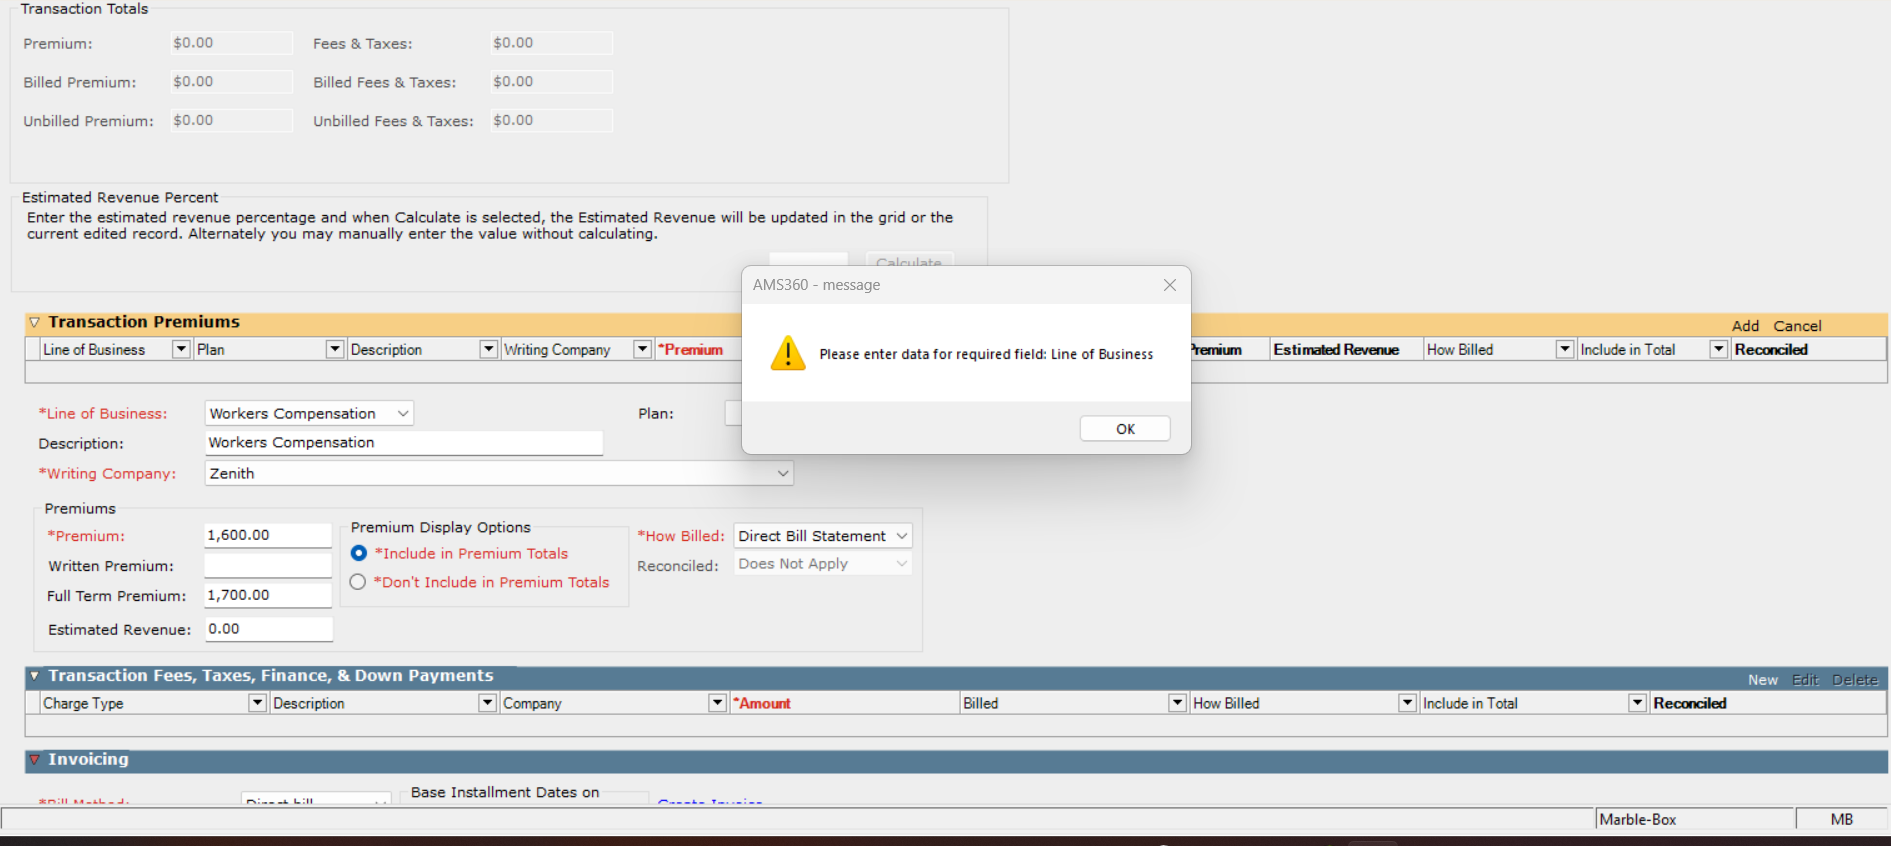 Transaction Totals
Premium: $0.00 Fees & Taxes: $0.00
Billed Premium: $0.00 Billed Fees & Taxes: $0.00
Unbilled Premium: $0.00 Unbilled Fees & Taxes: $0.00
Estimated Revenue Percent
Enter the estimated revenue percentage and when Calculate is selected, the Estimated Revenue will be updated in the grid or the
current edited record. Alternately you may manually enter the value without calculating.
Calculate
AMS360 - message
Please enter data for required field: Line of Business
OK
Transaction Premiums Add Cancel
Line of Business Plan Description Writing Company *Premium Premium Estimated Revenue How Billed Include in Total Reconciled
*Line of Business: Workers Compensation Plan:
Description: Workers Compensation
*Writing Company: Zenith
Premiums
*Premium: 1,600.00 Premium Display Options *How Billed: Direct Bill Statement
*Include in Premium Totals
Written Premium: Reconciled: Does Not Apply
*Don't Include in Premium Totals
Full Term Premium: 1,700.00
Estimated Revenue: 0.00
Transaction Fees, Taxes, Finance, & Down Payments New Edit Delete
Charge Type Description Company *Amount Billed How Billed Include in Total Reconciled
Invoicing
*Bill Method: Direct bill Base Installment Dates on Create Invoice
Marble-Box MB